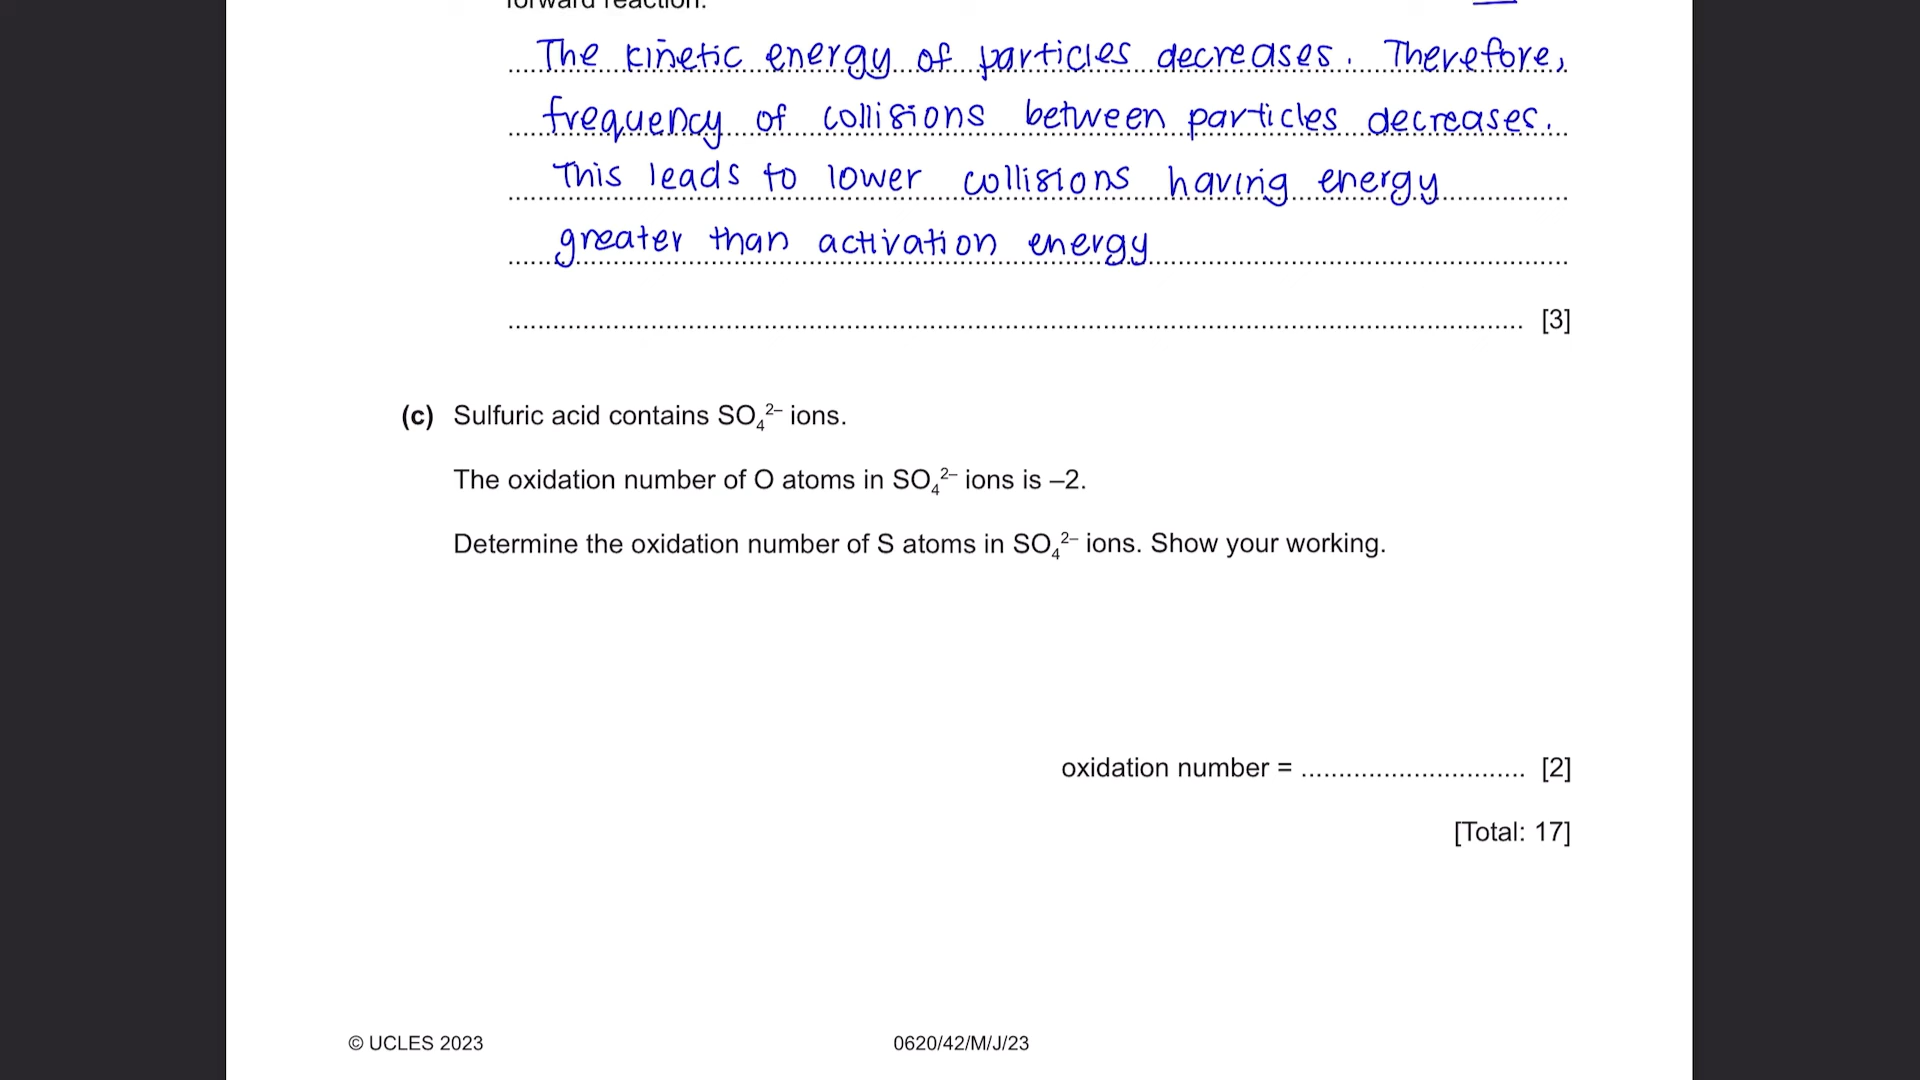 forward reaction.
The kinetic energy of particles decreases. Therefore,
frequency of collisions between particles decreases.
This leads to lower collisions having energy
greater than activation energy
[3]
(c) Sulfuric acid contains SO₄²⁻ ions.
The oxidation number of O atoms in SO₄²⁻ ions is –2.
Determine the oxidation number of S atoms in SO₄²⁻ ions. Show your working.
oxidation number = .............................. [2]
[Total: 17]
© UCLES 2023
0620/42/M/J/23